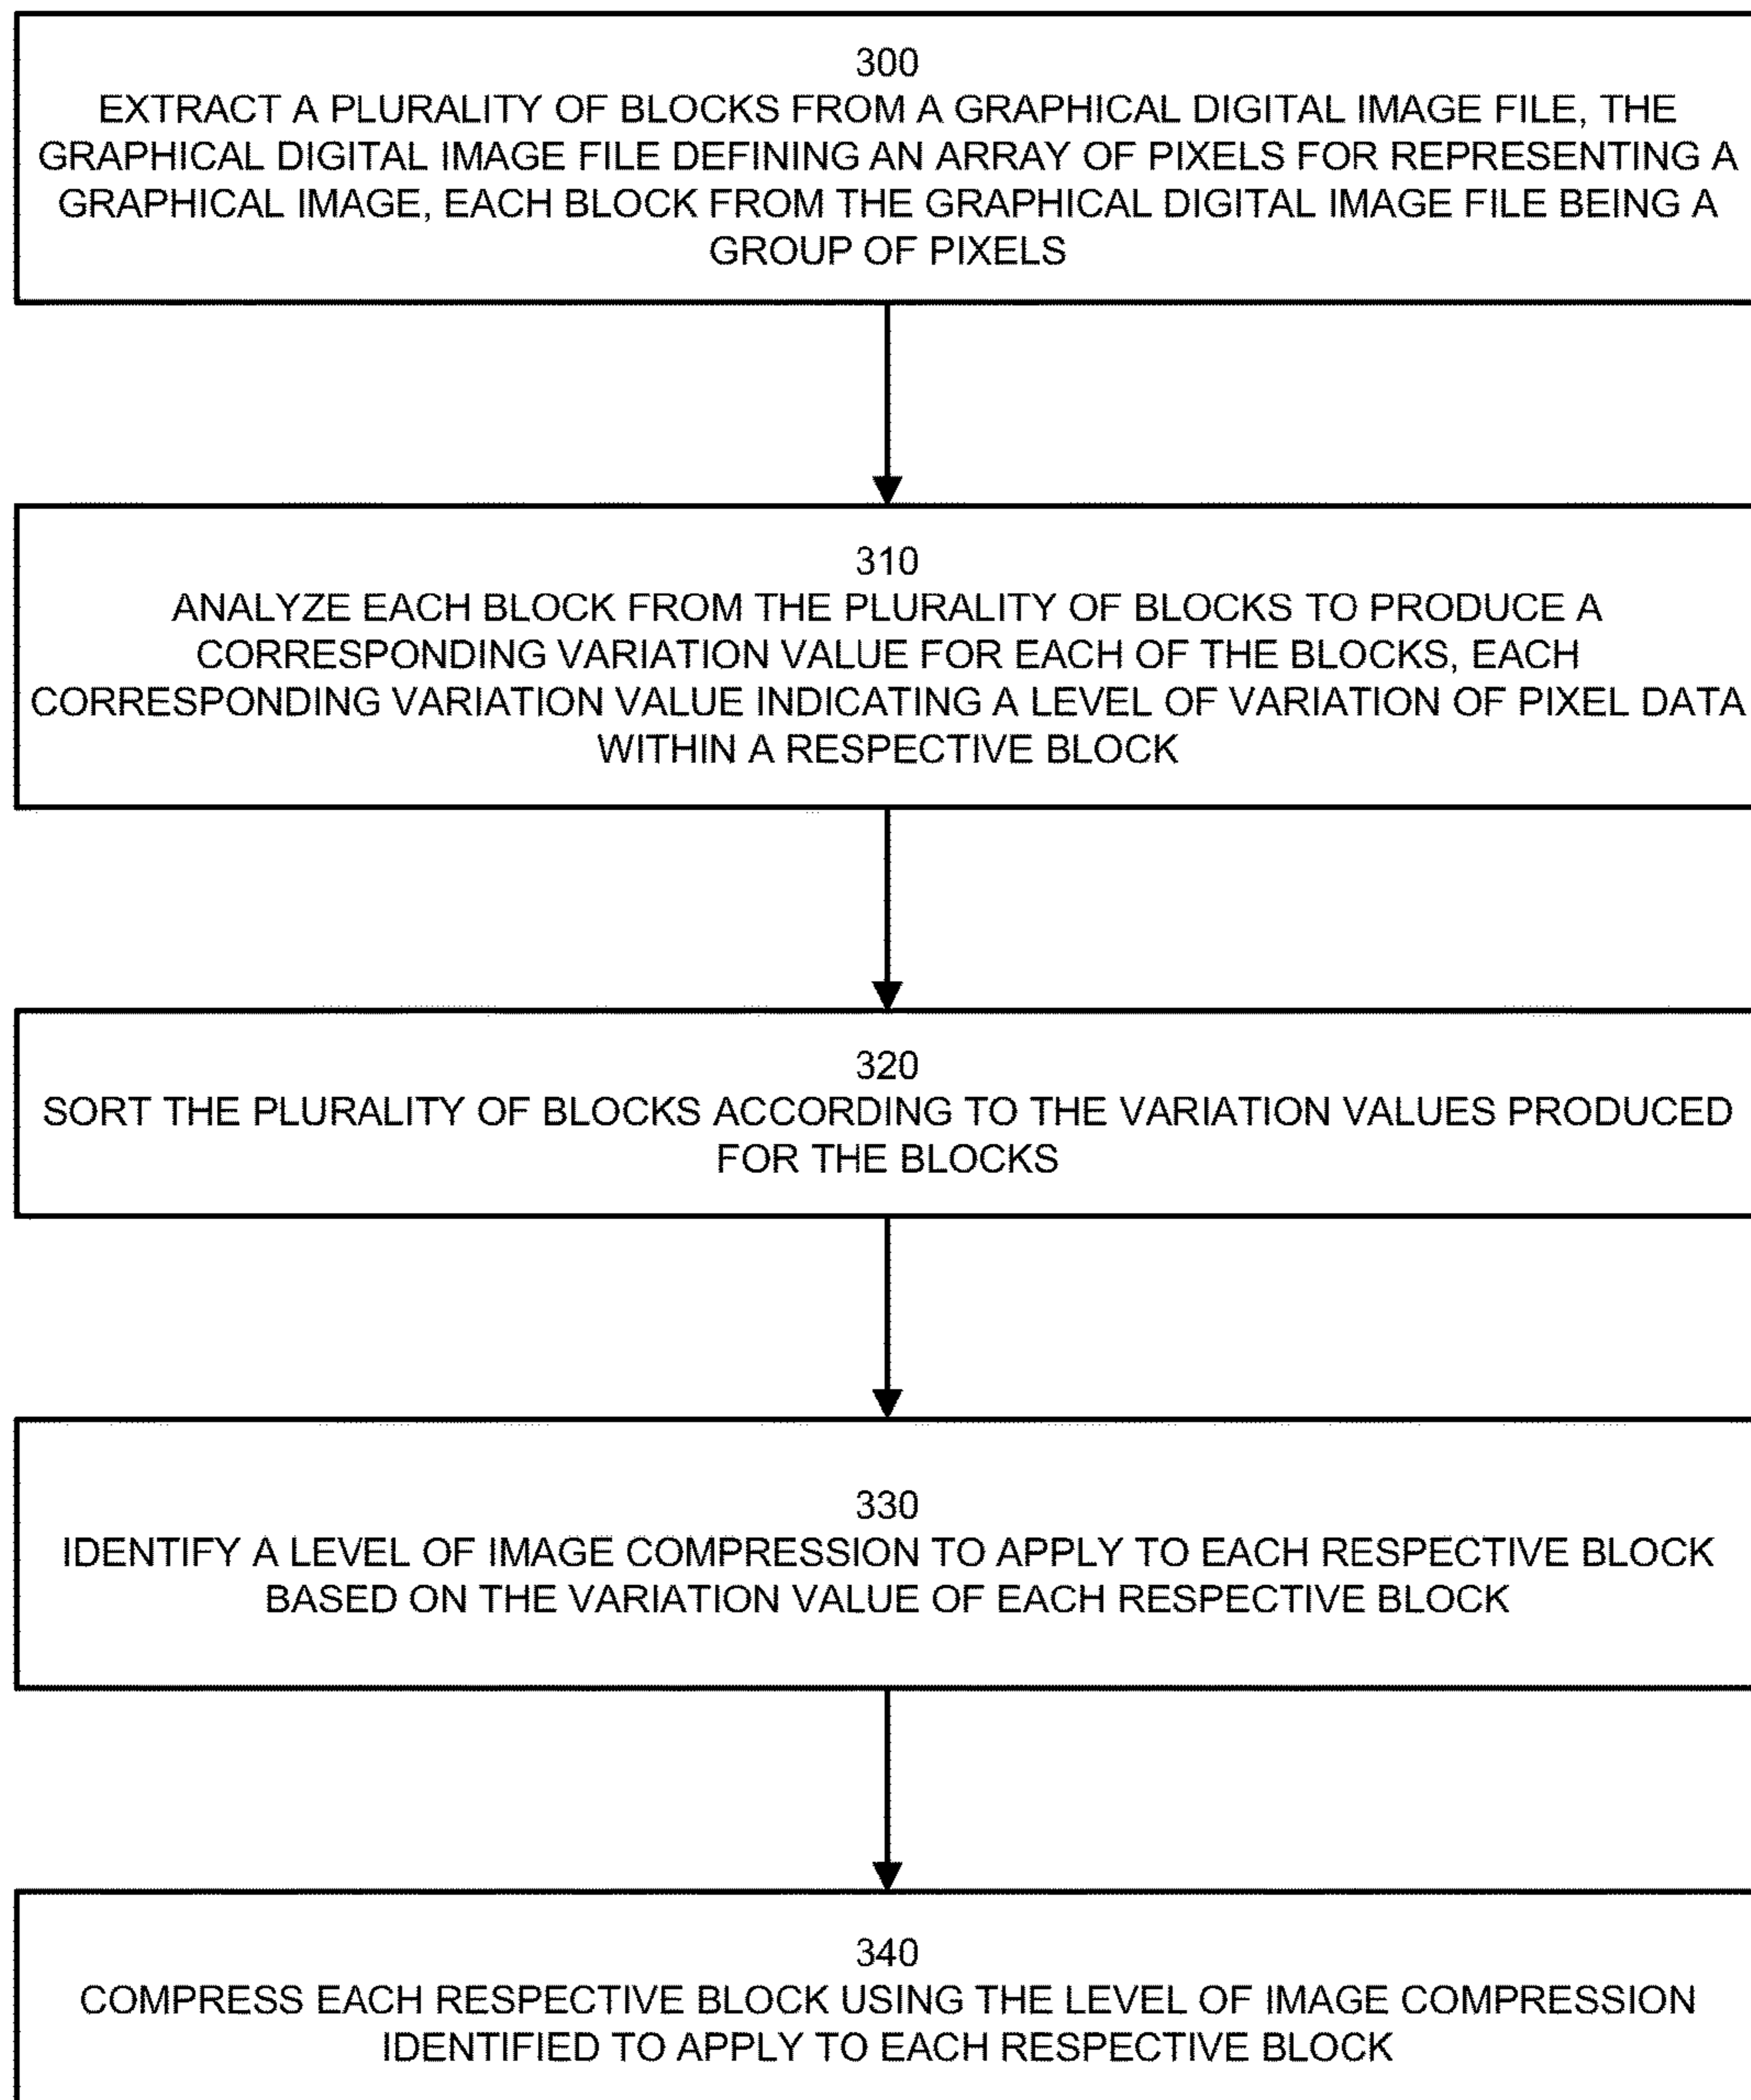 300
EXTRACT A PLURALITY OF BLOCKS FROM A GRAPHICAL DIGITAL IMAGE FILE, THE
GRAPHICAL DIGITAL IMAGE FILE DEFINING AN ARRAY OF PIXELS FOR REPRESENTING A
GRAPHICAL IMAGE, EACH BLOCK FROM THE GRAPHICAL DIGITAL IMAGE FILE BEING A
GROUP OF PIXELS
310
ANALYZE EACH BLOCK FROM THE PLURALITY OF BLOCKS TO PRODUCE A
CORRESPONDING VARIATION VALUE FOR EACH OF THE BLOCKS, EACH
CORRESPONDING VARIATION VALUE INDICATING A LEVEL OF VARIATION OF PIXEL DATA
WITHIN A RESPECTIVE BLOCK
320
SORT THE PLURALITY OF BLOCKS ACCORDING TO THE VARIATION VALUES PRODUCED
FOR THE BLOCKS
330
IDENTIFY A LEVEL OF IMAGE COMPRESSION TO APPLY TO EACH RESPECTIVE BLOCK
BASED ON THE VARIATION VALUE OF EACH RESPECTIVE BLOCK
340
COMPRESS EACH RESPECTIVE BLOCK USING THE LEVEL OF IMAGE COMPRESSION
IDENTIFIED TO APPLY TO EACH RESPECTIVE BLOCK